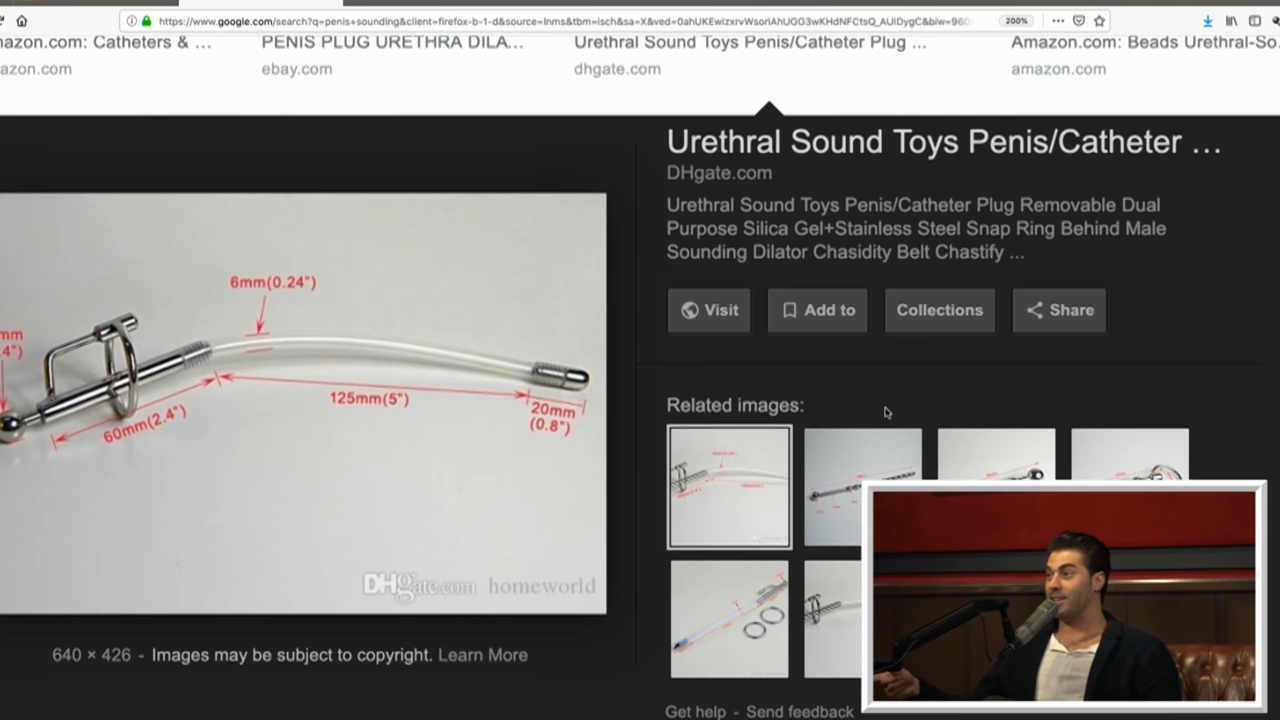 https://www.google.com/search?q=penis+sounding&client=firefox-b-1-d&source=lnms&tbm=isch&sa=X&ved=0ahUKEwizxrvWsorlAhUGG3wKHdNFCtsQ_AUIDygC&biw=960
200%
nazon.com: Catheters & ...
PENIS PLUG URETHRA DILA...
Urethral Sound Toys Penis/Catheter Plug ...
Amazon.com: Beads Urethral-So
azon.com
ebay.com
dhgate.com
amazon.com
Urethral Sound Toys Penis/Catheter ...
DHgate.com
Urethral Sound Toys Penis/Catheter Plug Removable Dual
Purpose Silica Gel+Stainless Steel Snap Ring Behind Male
Sounding Dilator Chasidity Belt Chastify ...
Visit
Add to
Collections
Share
6mm(0.24")
mm
4")
60mm(2.4")
125mm(5")
20mm
(0.8")
DHgate.com homeworld
Related images:
640 × 426 - Images may be subject to copyright. Learn More
Get help - Send feedback